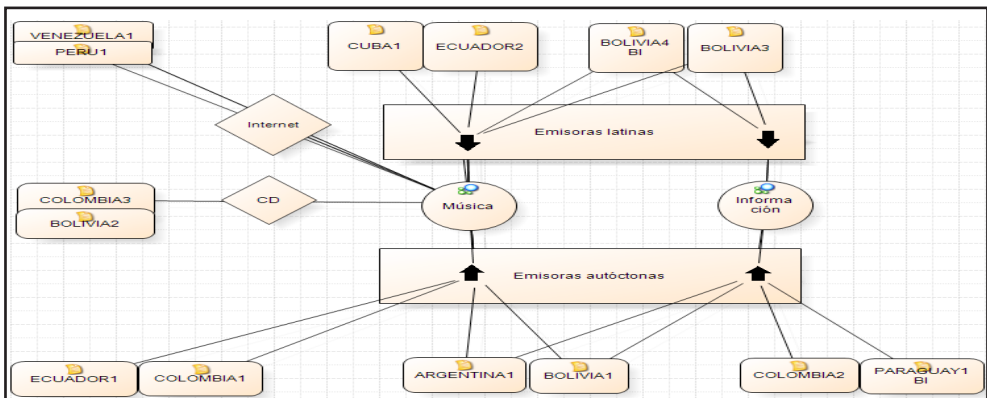 VENEZUELA1
PERU1
CUBA1
ECUADOR2
BOLIVIA4
BI
BOLIVIA3
Internet
Emisoras latinas
COLOMBIA3
BOLIVIA2
CD
Música
Informa
ción
Emisoras autóctonas
ECUADOR1
COLOMBIA1
ARGENTINA1
BOLIVIA1
COLOMBIA2
PARAGUAY1
BI